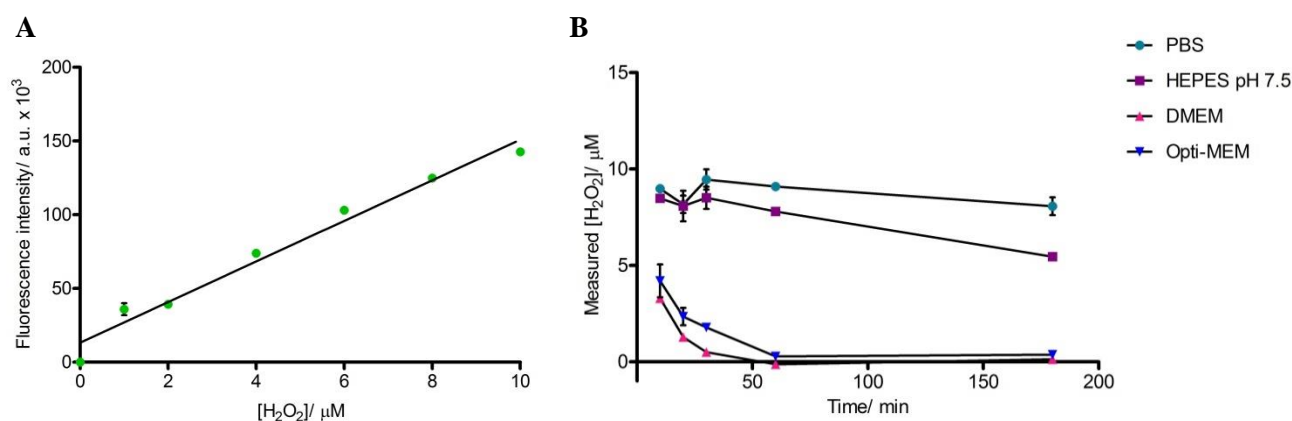 A
Fluorescence intensity/ a.u. x 10³
200
150
100
50
0
0 2 4 6 8 10
[H₂O₂]/ μM
B
Measured [H₂O₂]/ μM
15
10
5
0
50 100 150 200
Time/ min
PBS
HEPES pH 7.5
DMEM
Opti-MEM